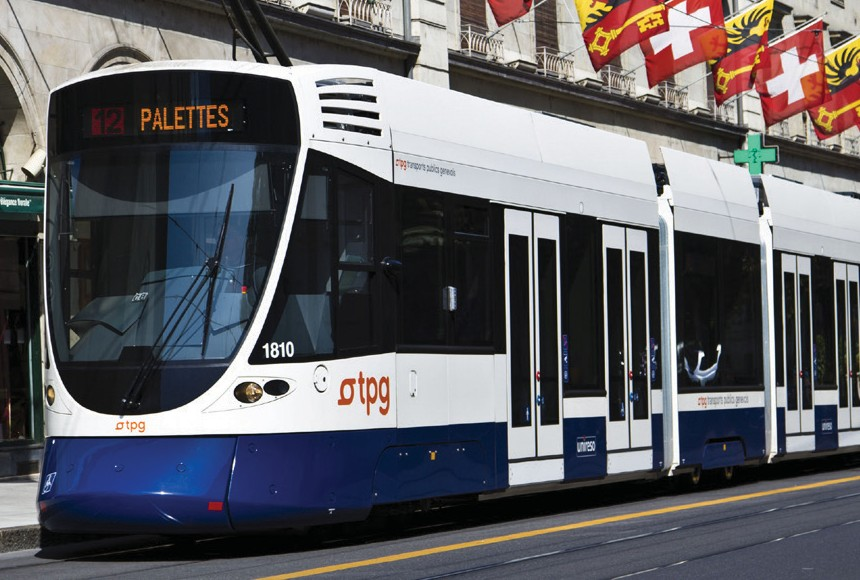 12 PALETTES
tpg transports publics genevois
1810
tpg
tpg
unireso
tpg transports publics genevois